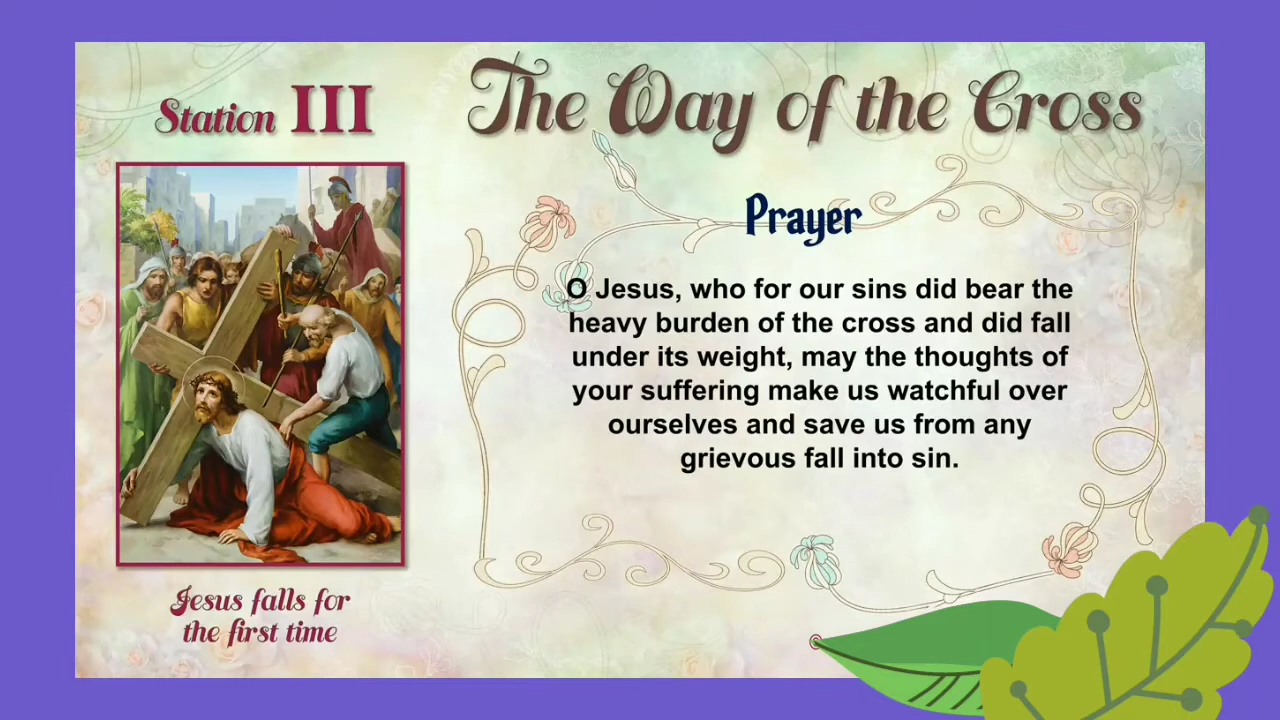 Station III
The Way of the Cross
Prayer
O Jesus, who for our sins did bear the
heavy burden of the cross and did fall
under its weight, may the thoughts of
your suffering make us watchful over
ourselves and save us from any
grievous fall into sin.
Jesus falls for
the first time